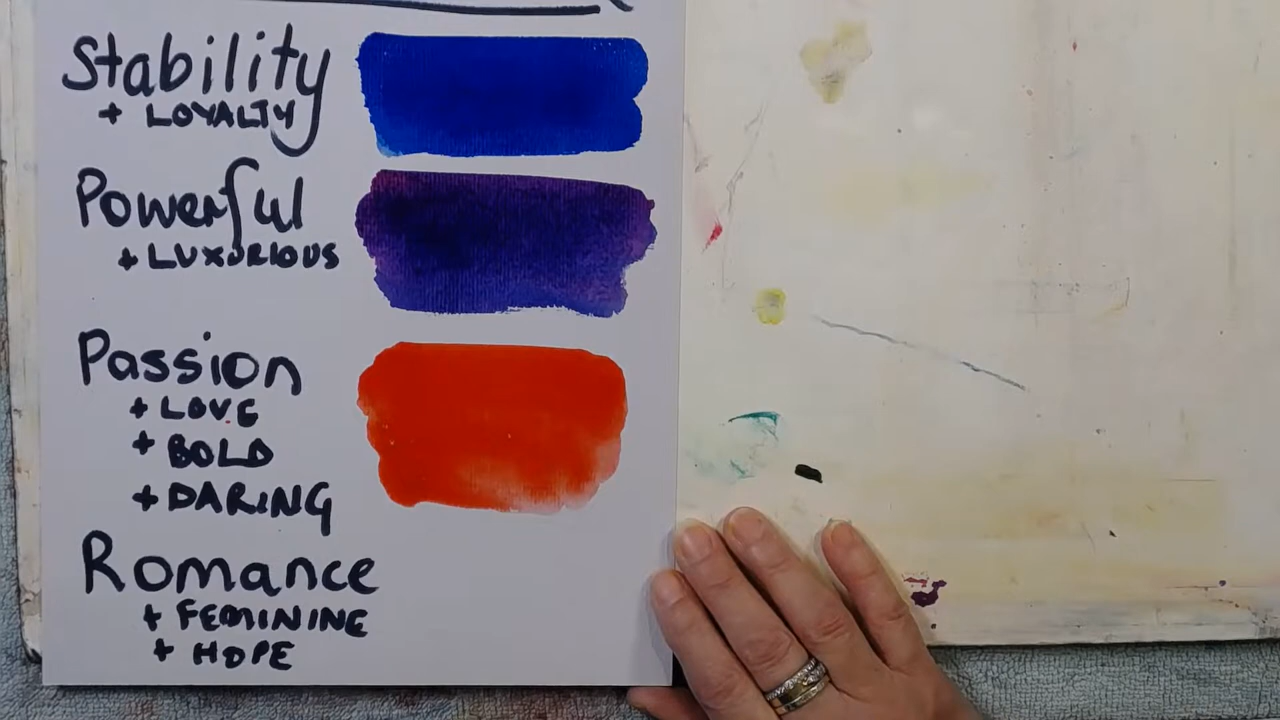 Stability
+ LOYALTY
Powerful
+ LUXURIOUS
Passion
+ LOVE
+ BOLD
+ DARING
Romance
+ FEMININE
+ HOPE